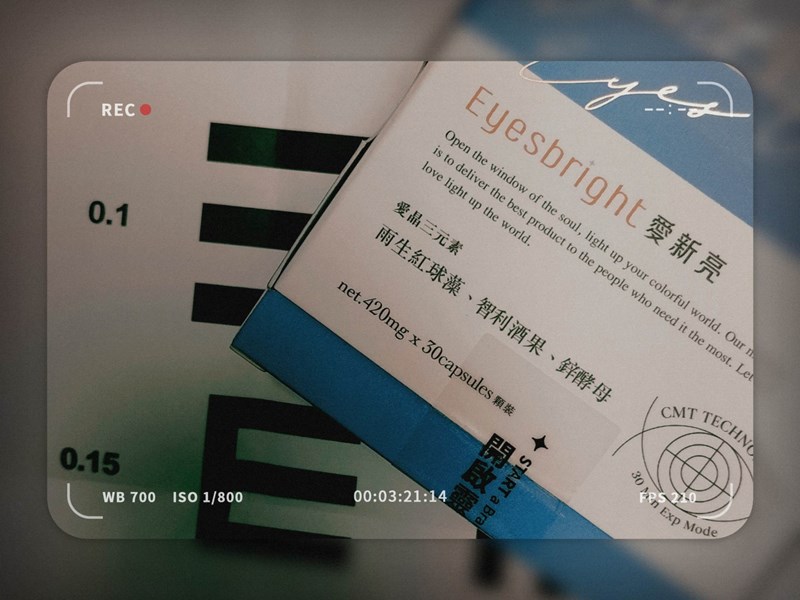 REC
yes
--:--
Eyesbright 愛新亮
Open the window of the soul, light up your colorful world. Our
is to deliver the best product to the people who need it the most. Let
love light up the world.
愛晶三元素
雨生紅球藻、智利酒果、鋅酵母
net.420mg x 30capsules 顆裝
0.1
0.15
CMT TECHNO
30 Min Exp Mode
START a
開啟
WB 700 ISO 1/800
00:03:21:14
FPS 210